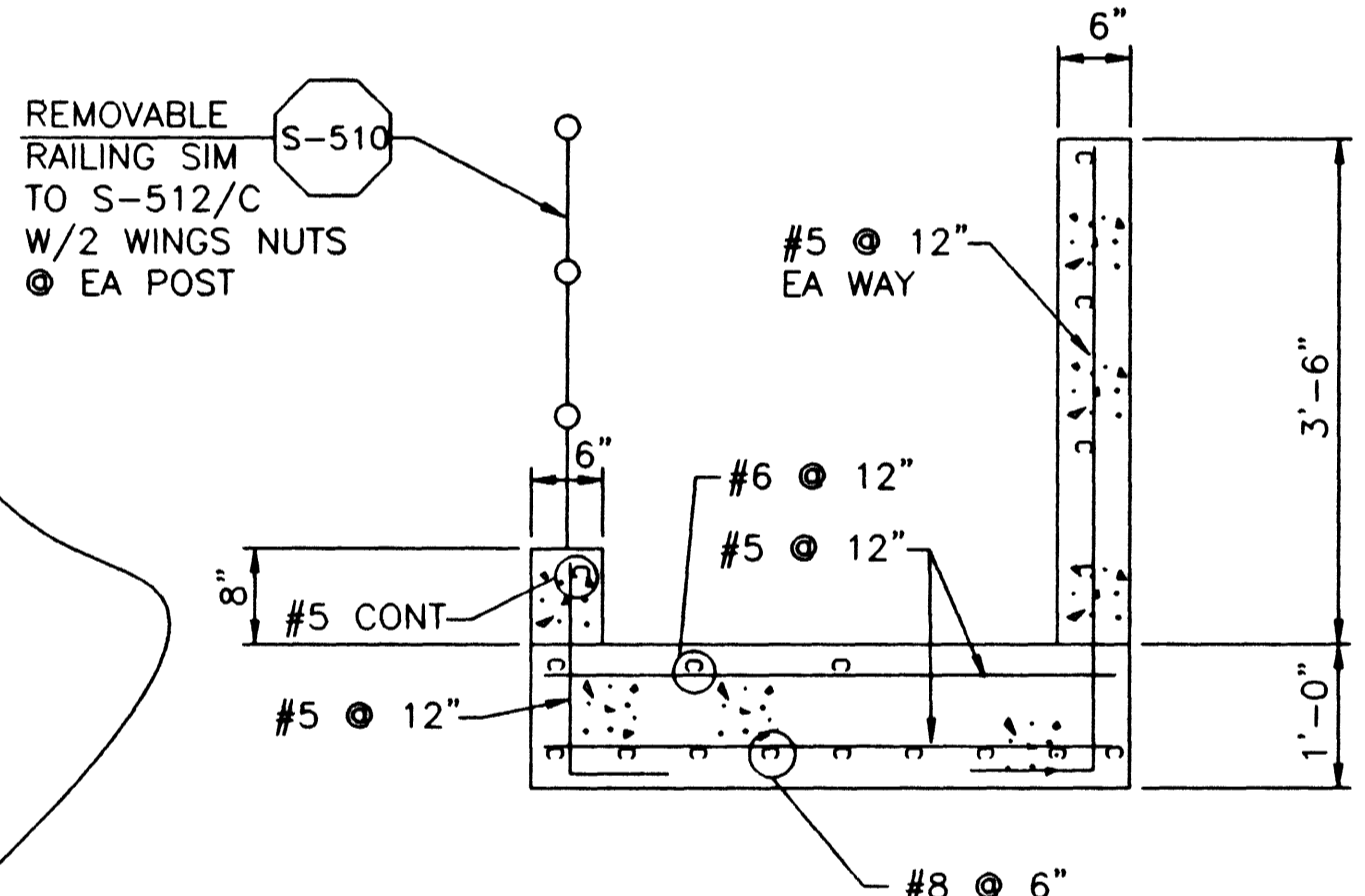 6"
REMOVABLE
S-510
RAILING SIM
TO S-512/C
W/2 WINGS NUTS
@ EA POST
#5 @ 12"
EA WAY
3'-6"
6"
#6 @ 12"
#5 @ 12"
8"
#5 CONT
#5 @ 12"
1'-0"
#8 @ 6"